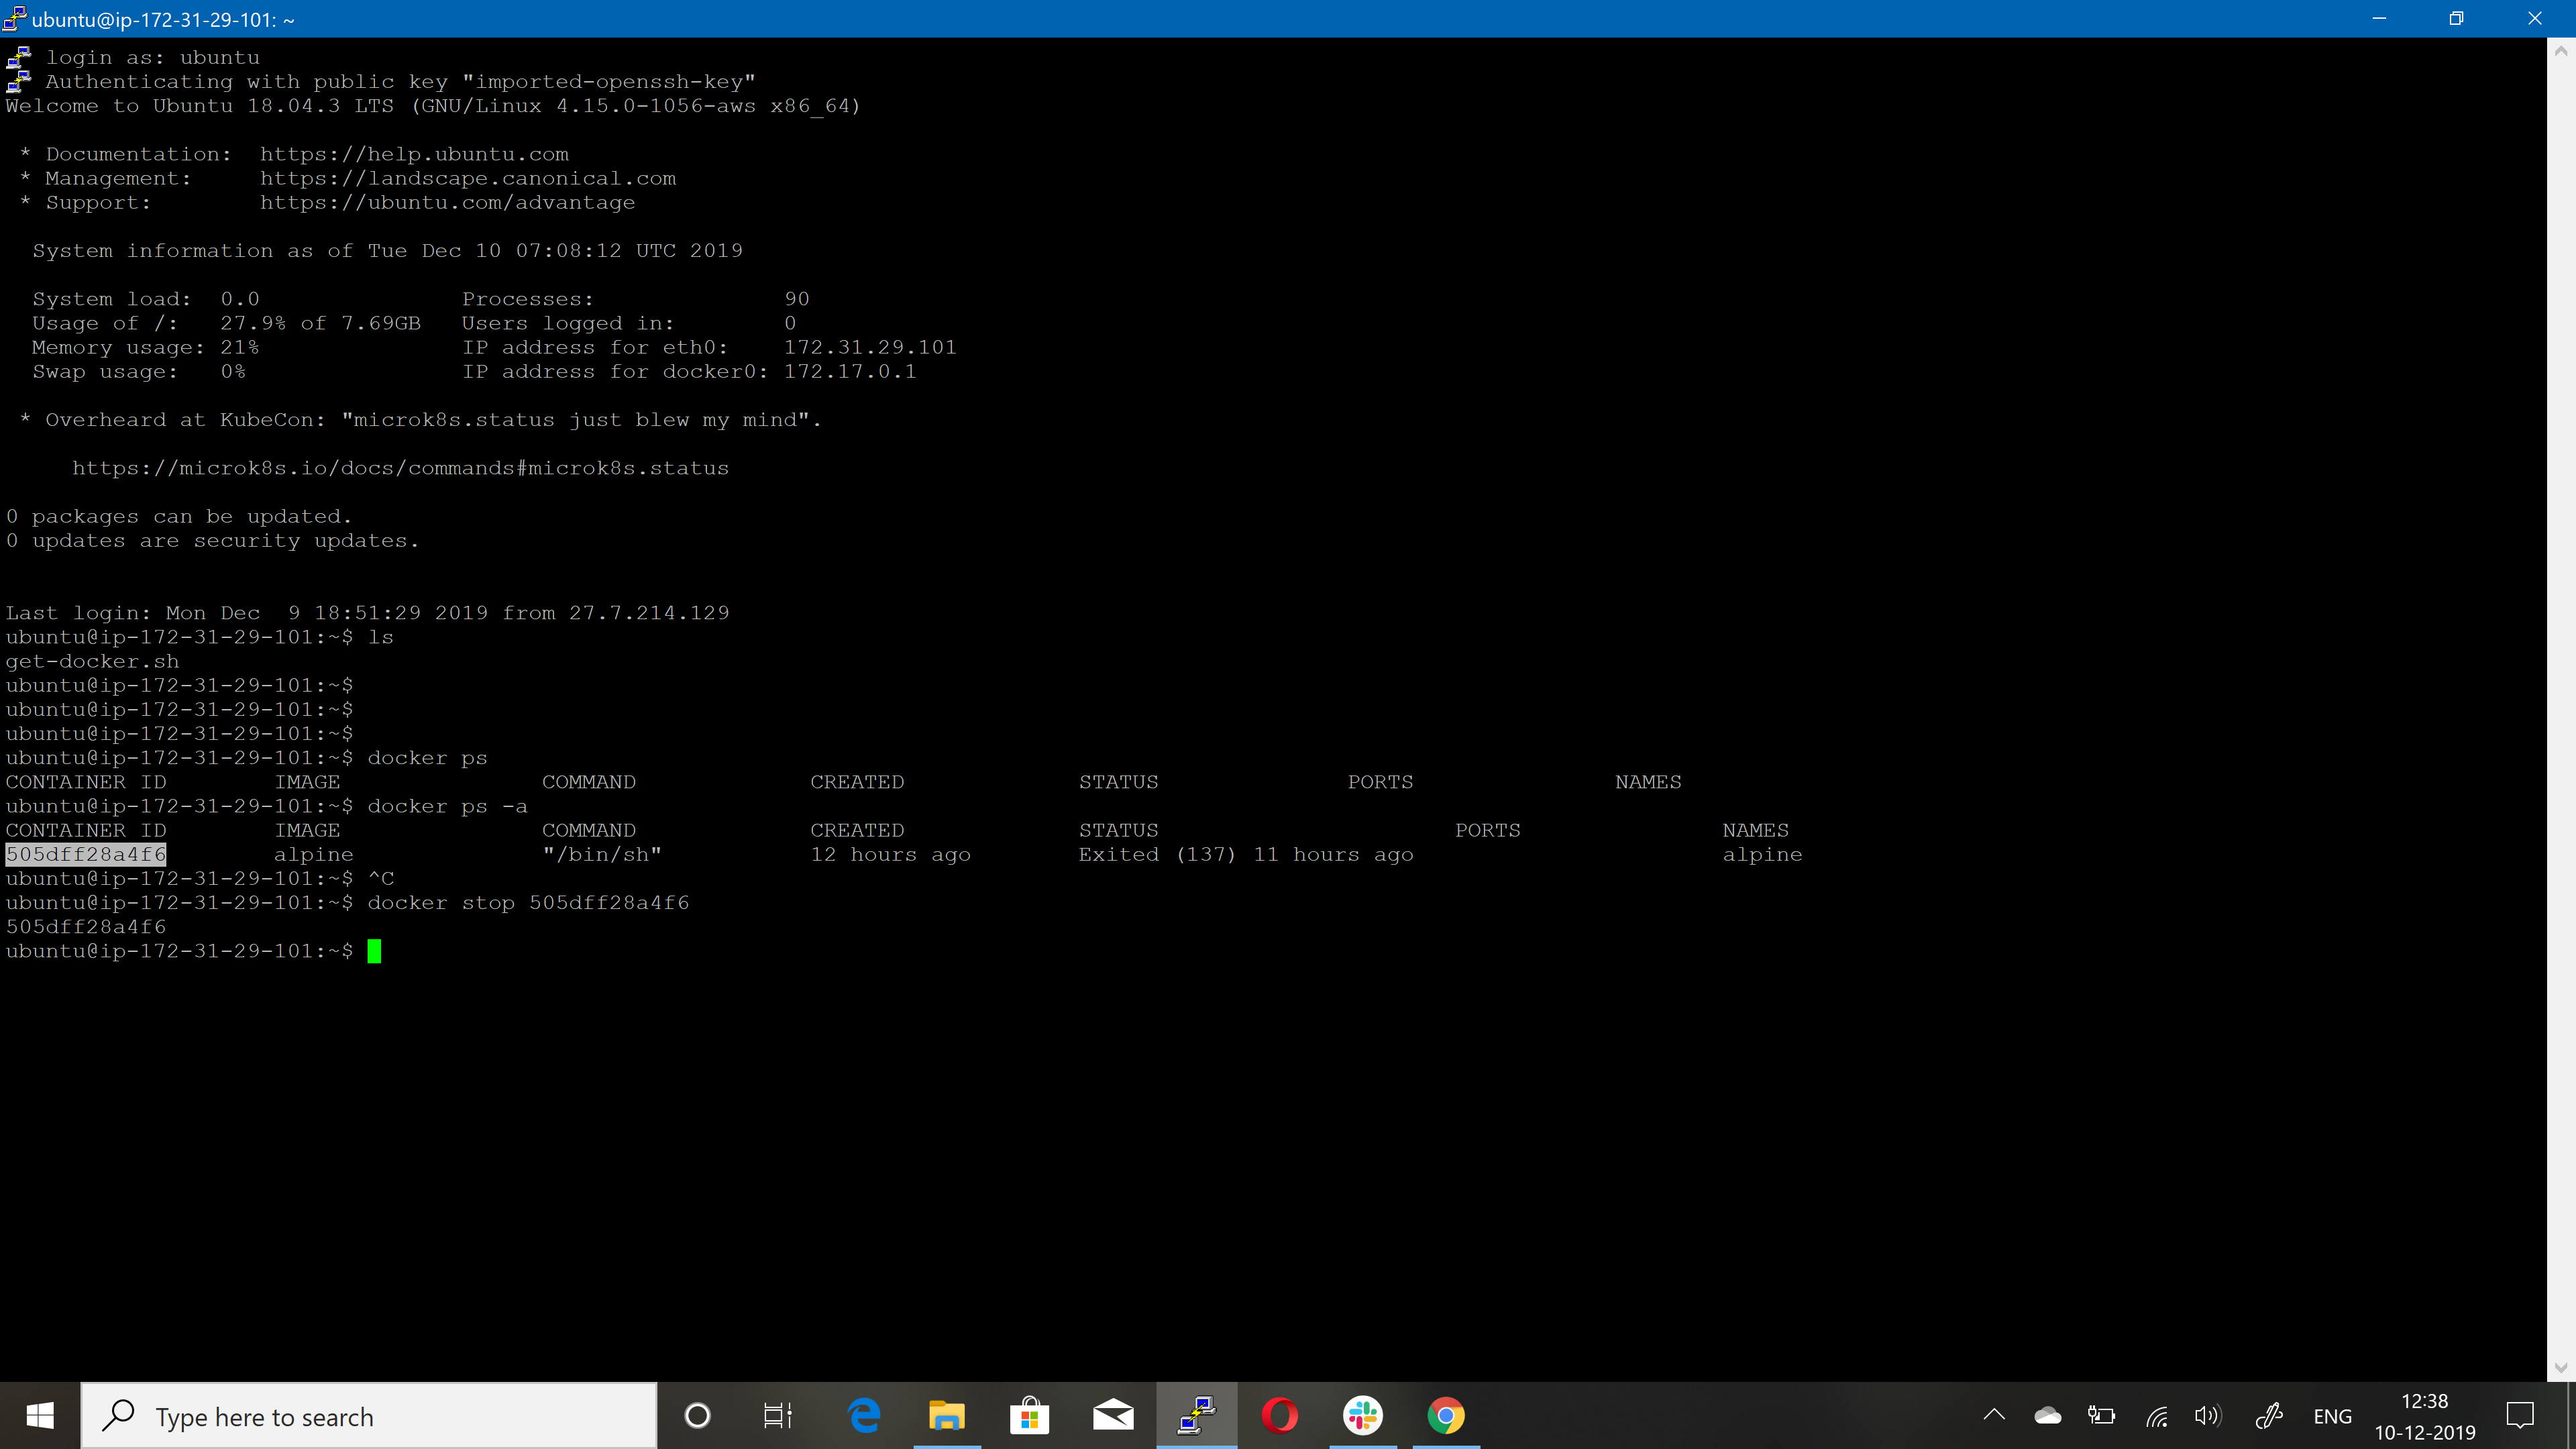 ubuntu@ip-172-31-29-101: ~
login as: ubuntu
Authenticating with public key "imported-openssh-key"
Welcome to Ubuntu 18.04.3 LTS (GNU/Linux 4.15.0-1056-aws x86_64)
* Documentation:  https://help.ubuntu.com
* Management:     https://landscape.canonical.com
* Support:        https://ubuntu.com/advantage
System information as of Tue Dec 10 07:08:12 UTC 2019
System load:  0.0               Processes:              90
Usage of /:   27.9% of 7.69GB   Users logged in:        0
Memory usage: 21%               IP address for eth0:    172.31.29.101
Swap usage:   0%                IP address for docker0: 172.17.0.1
* Overheard at KubeCon: "microk8s.status just blew my mind".
https://microk8s.io/docs/commands#microk8s.status
0 packages can be updated.
0 updates are security updates.
Last login: Mon Dec  9 18:51:29 2019 from 27.7.214.129
ubuntu@ip-172-31-29-101:~$ ls
get-docker.sh
ubuntu@ip-172-31-29-101:~$
ubuntu@ip-172-31-29-101:~$
ubuntu@ip-172-31-29-101:~$
ubuntu@ip-172-31-29-101:~$ docker ps
CONTAINER ID        IMAGE               COMMAND             CREATED             STATUS              PORTS               NAMES
ubuntu@ip-172-31-29-101:~$ docker ps -a
CONTAINER ID        IMAGE               COMMAND             CREATED             STATUS                      PORTS               NAMES
505dff28a4f6        alpine              "/bin/sh"           12 hours ago        Exited (137) 11 hours ago                       alpine
ubuntu@ip-172-31-29-101:~$ ^C
ubuntu@ip-172-31-29-101:~$ docker stop 505dff28a4f6
505dff28a4f6
ubuntu@ip-172-31-29-101:~$
Type here to search
ENG
12:38
10-12-2019